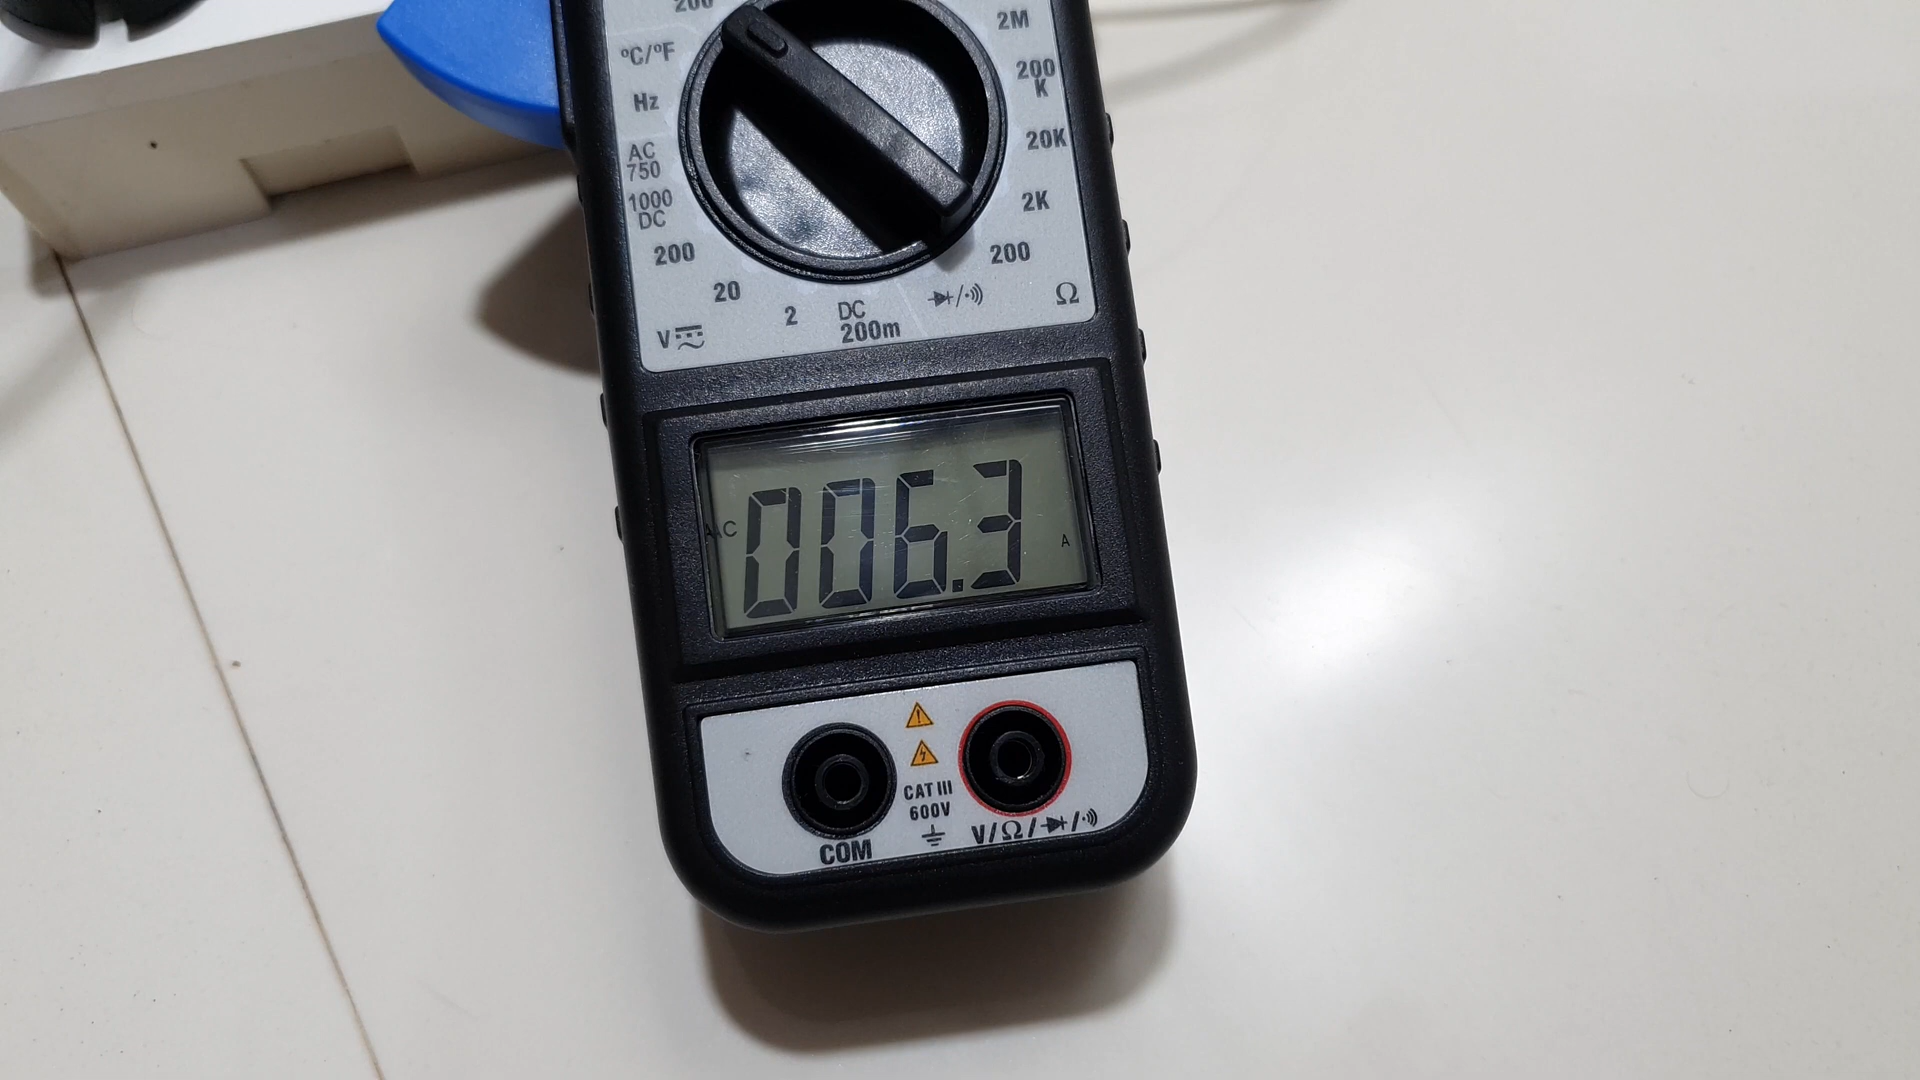 200
°C/°F
Hz
AC
750
1000
DC
200
20
2
DC
200m
V
2M
200
K
20K
2K
200
Ω
AC 006.3 A
CAT III
600V
COM
V/Ω/